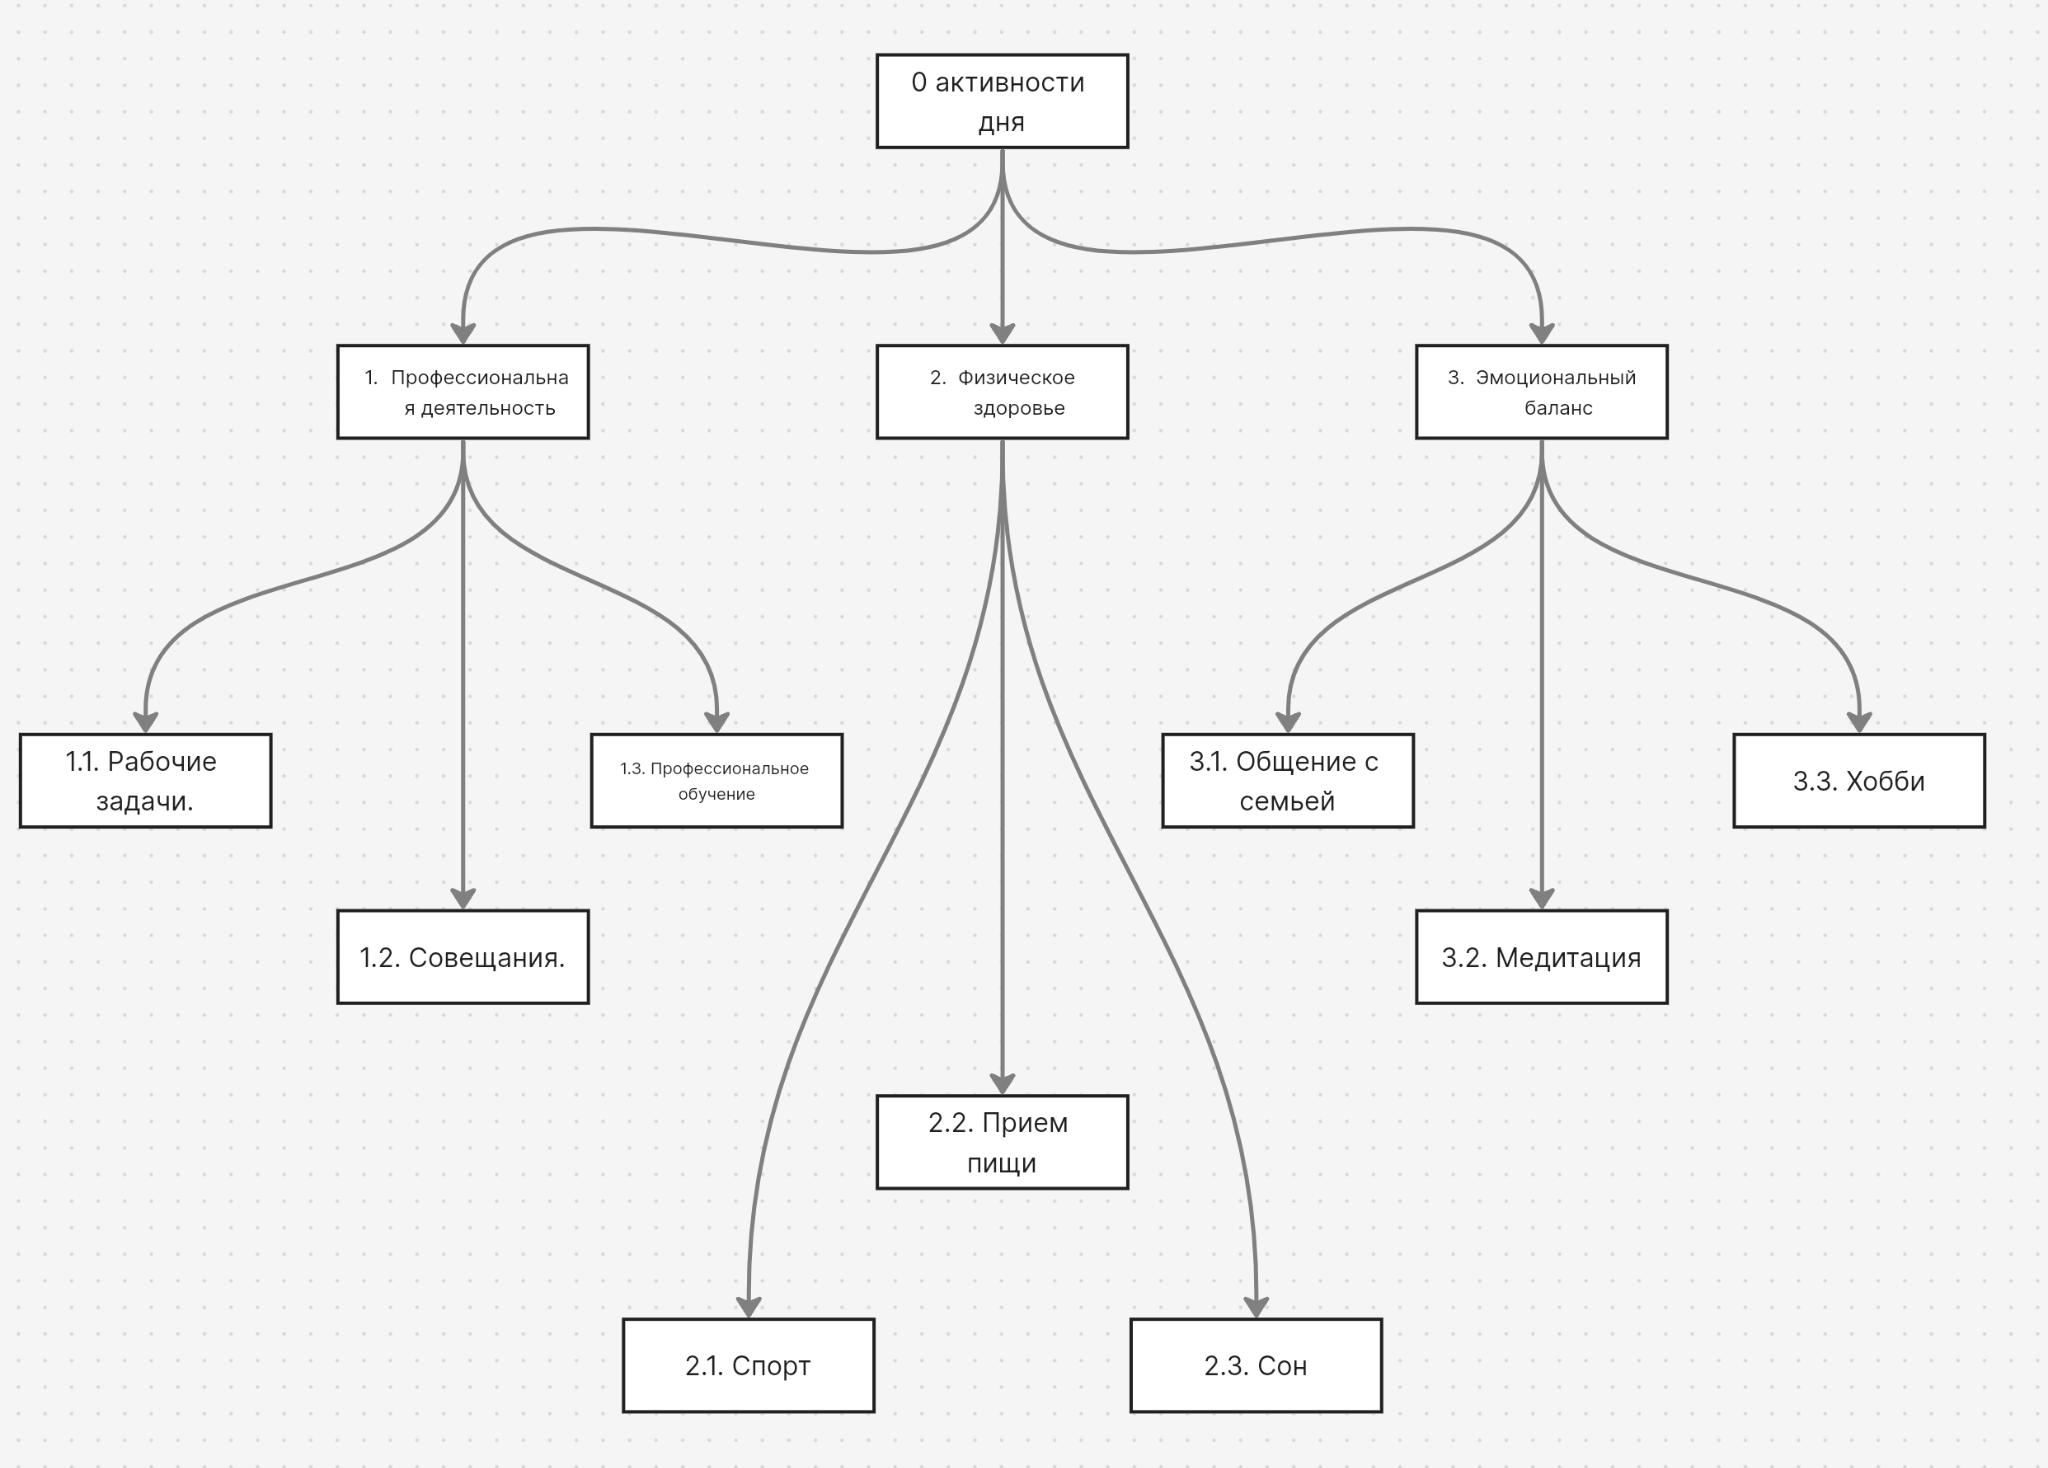 0 активности
дня
1. Профессиональна
я деятельность
2. Физическое
здоровье
3. Эмоциональный
баланс
1.1. Рабочие
задачи.
1.3. Профессиональное
обучение
3.1. Общение с
семьей
3.3. Хобби
1.2. Совещания.
3.2. Медитация
2.2. Прием
пищи
2.1. Спорт
2.3. Сон